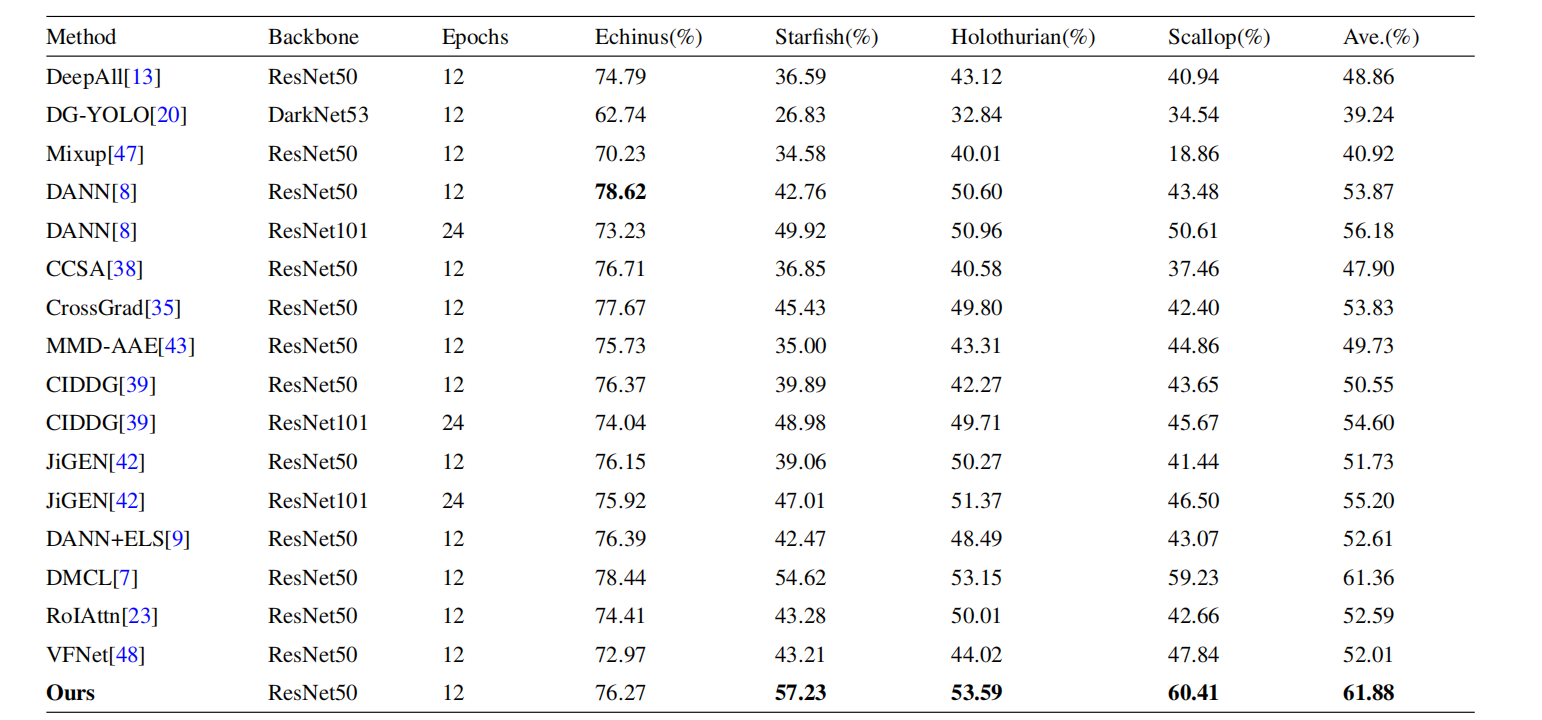 Method Backbone Epochs Echinus(%) Starfish(%) Holothurian(%) Scallop(%) Ave.(%)
DeepAll[13] ResNet50 12 74.79 36.59 43.12 40.94 48.86
DG-YOLO[20] DarkNet53 12 62.74 26.83 32.84 34.54 39.24
Mixup[47] ResNet50 12 70.23 34.58 40.01 18.86 40.92
DANN[8] ResNet50 12 78.62 42.76 50.60 43.48 53.87
DANN[8] ResNet101 24 73.23 49.92 50.96 50.61 56.18
CCSA[38] ResNet50 12 76.71 36.85 40.58 37.46 47.90
CrossGrad[35] ResNet50 12 77.67 45.43 49.80 42.40 53.83
MMD-AAE[43] ResNet50 12 75.73 35.00 43.31 44.86 49.73
CIDDG[39] ResNet50 12 76.37 39.89 42.27 43.65 50.55
CIDDG[39] ResNet101 24 74.04 48.98 49.71 45.67 54.60
JiGEN[42] ResNet50 12 76.15 39.06 50.27 41.44 51.73
JiGEN[42] ResNet101 24 75.92 47.01 51.37 46.50 55.20
DANN+ELS[9] ResNet50 12 76.39 42.47 48.49 43.07 52.61
DMCL[7] ResNet50 12 78.44 54.62 53.15 59.23 61.36
RoIAttn[23] ResNet50 12 74.41 43.28 50.01 42.66 52.59
VFNet[48] ResNet50 12 72.97 43.21 44.02 47.84 52.01
Ours ResNet50 12 76.27 57.23 53.59 60.41 61.88